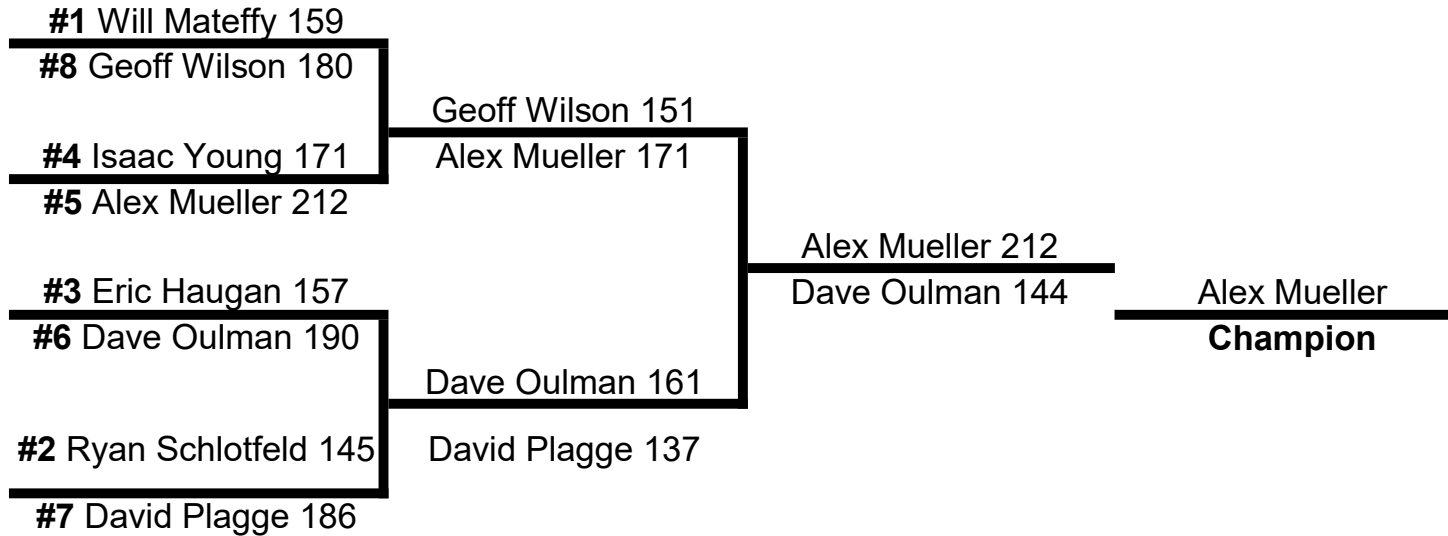 #1 Will Mateffy 159
#8 Geoff Wilson 180
#4 Isaac Young 171
#5 Alex Mueller 212
#3 Eric Haugan 157
#6 Dave Oulman 190
#2 Ryan Schlotfeld 145
#7 David Plagge 186
Geoff Wilson 151
Alex Mueller 171
Dave Oulman 161
David Plagge 137
Alex Mueller 212
Dave Oulman 144
Alex Mueller
Champion